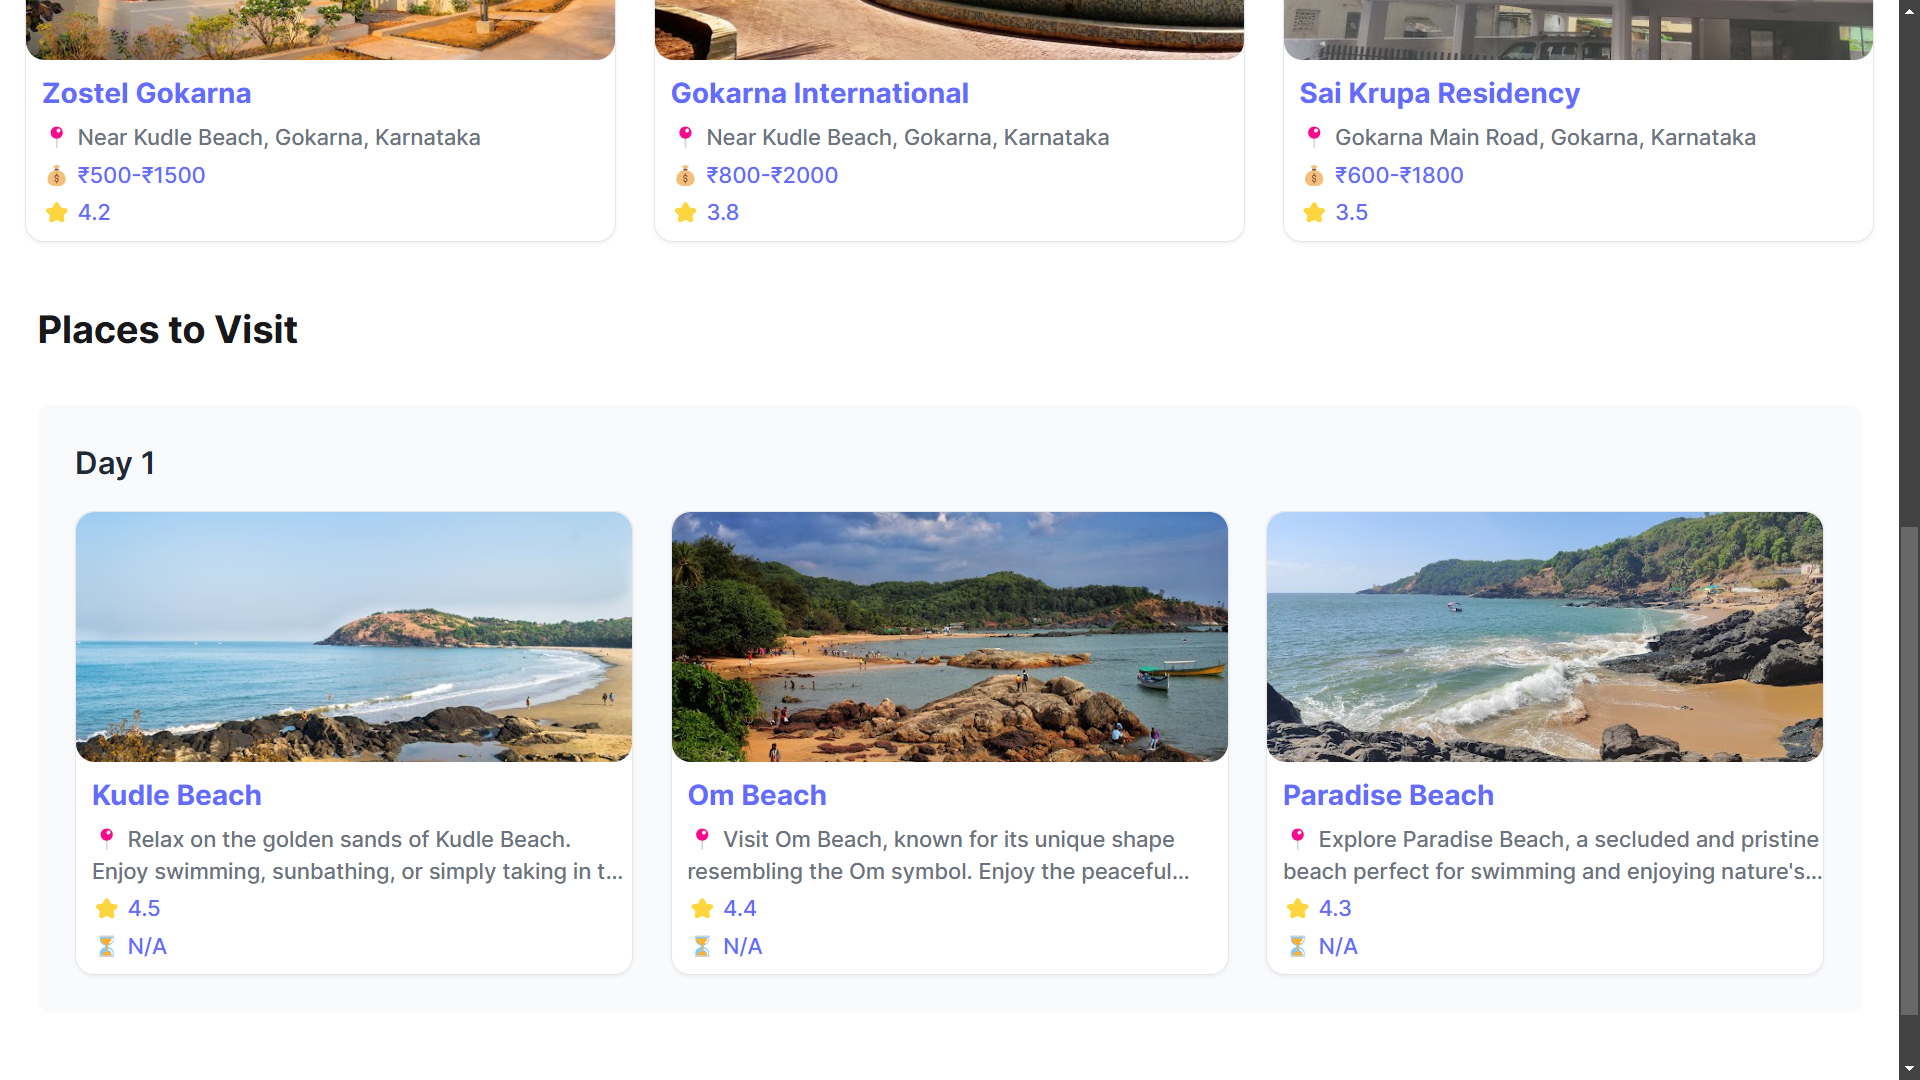 Zostel Gokarna
Near Kudle Beach, Gokarna, Karnataka
₹500-₹1500
4.2
Gokarna International
Near Kudle Beach, Gokarna, Karnataka
₹800-₹2000
3.8
Sai Krupa Residency
Gokarna Main Road, Gokarna, Karnataka
₹600-₹1800
3.5
Places to Visit
Day 1
Kudle Beach
Relax on the golden sands of Kudle Beach.
Enjoy swimming, sunbathing, or simply taking in t...
4.5
N/A
Om Beach
Visit Om Beach, known for its unique shape
resembling the Om symbol. Enjoy the peaceful...
4.4
N/A
Paradise Beach
Explore Paradise Beach, a secluded and pristine
beach perfect for swimming and enjoying nature's...
4.3
N/A